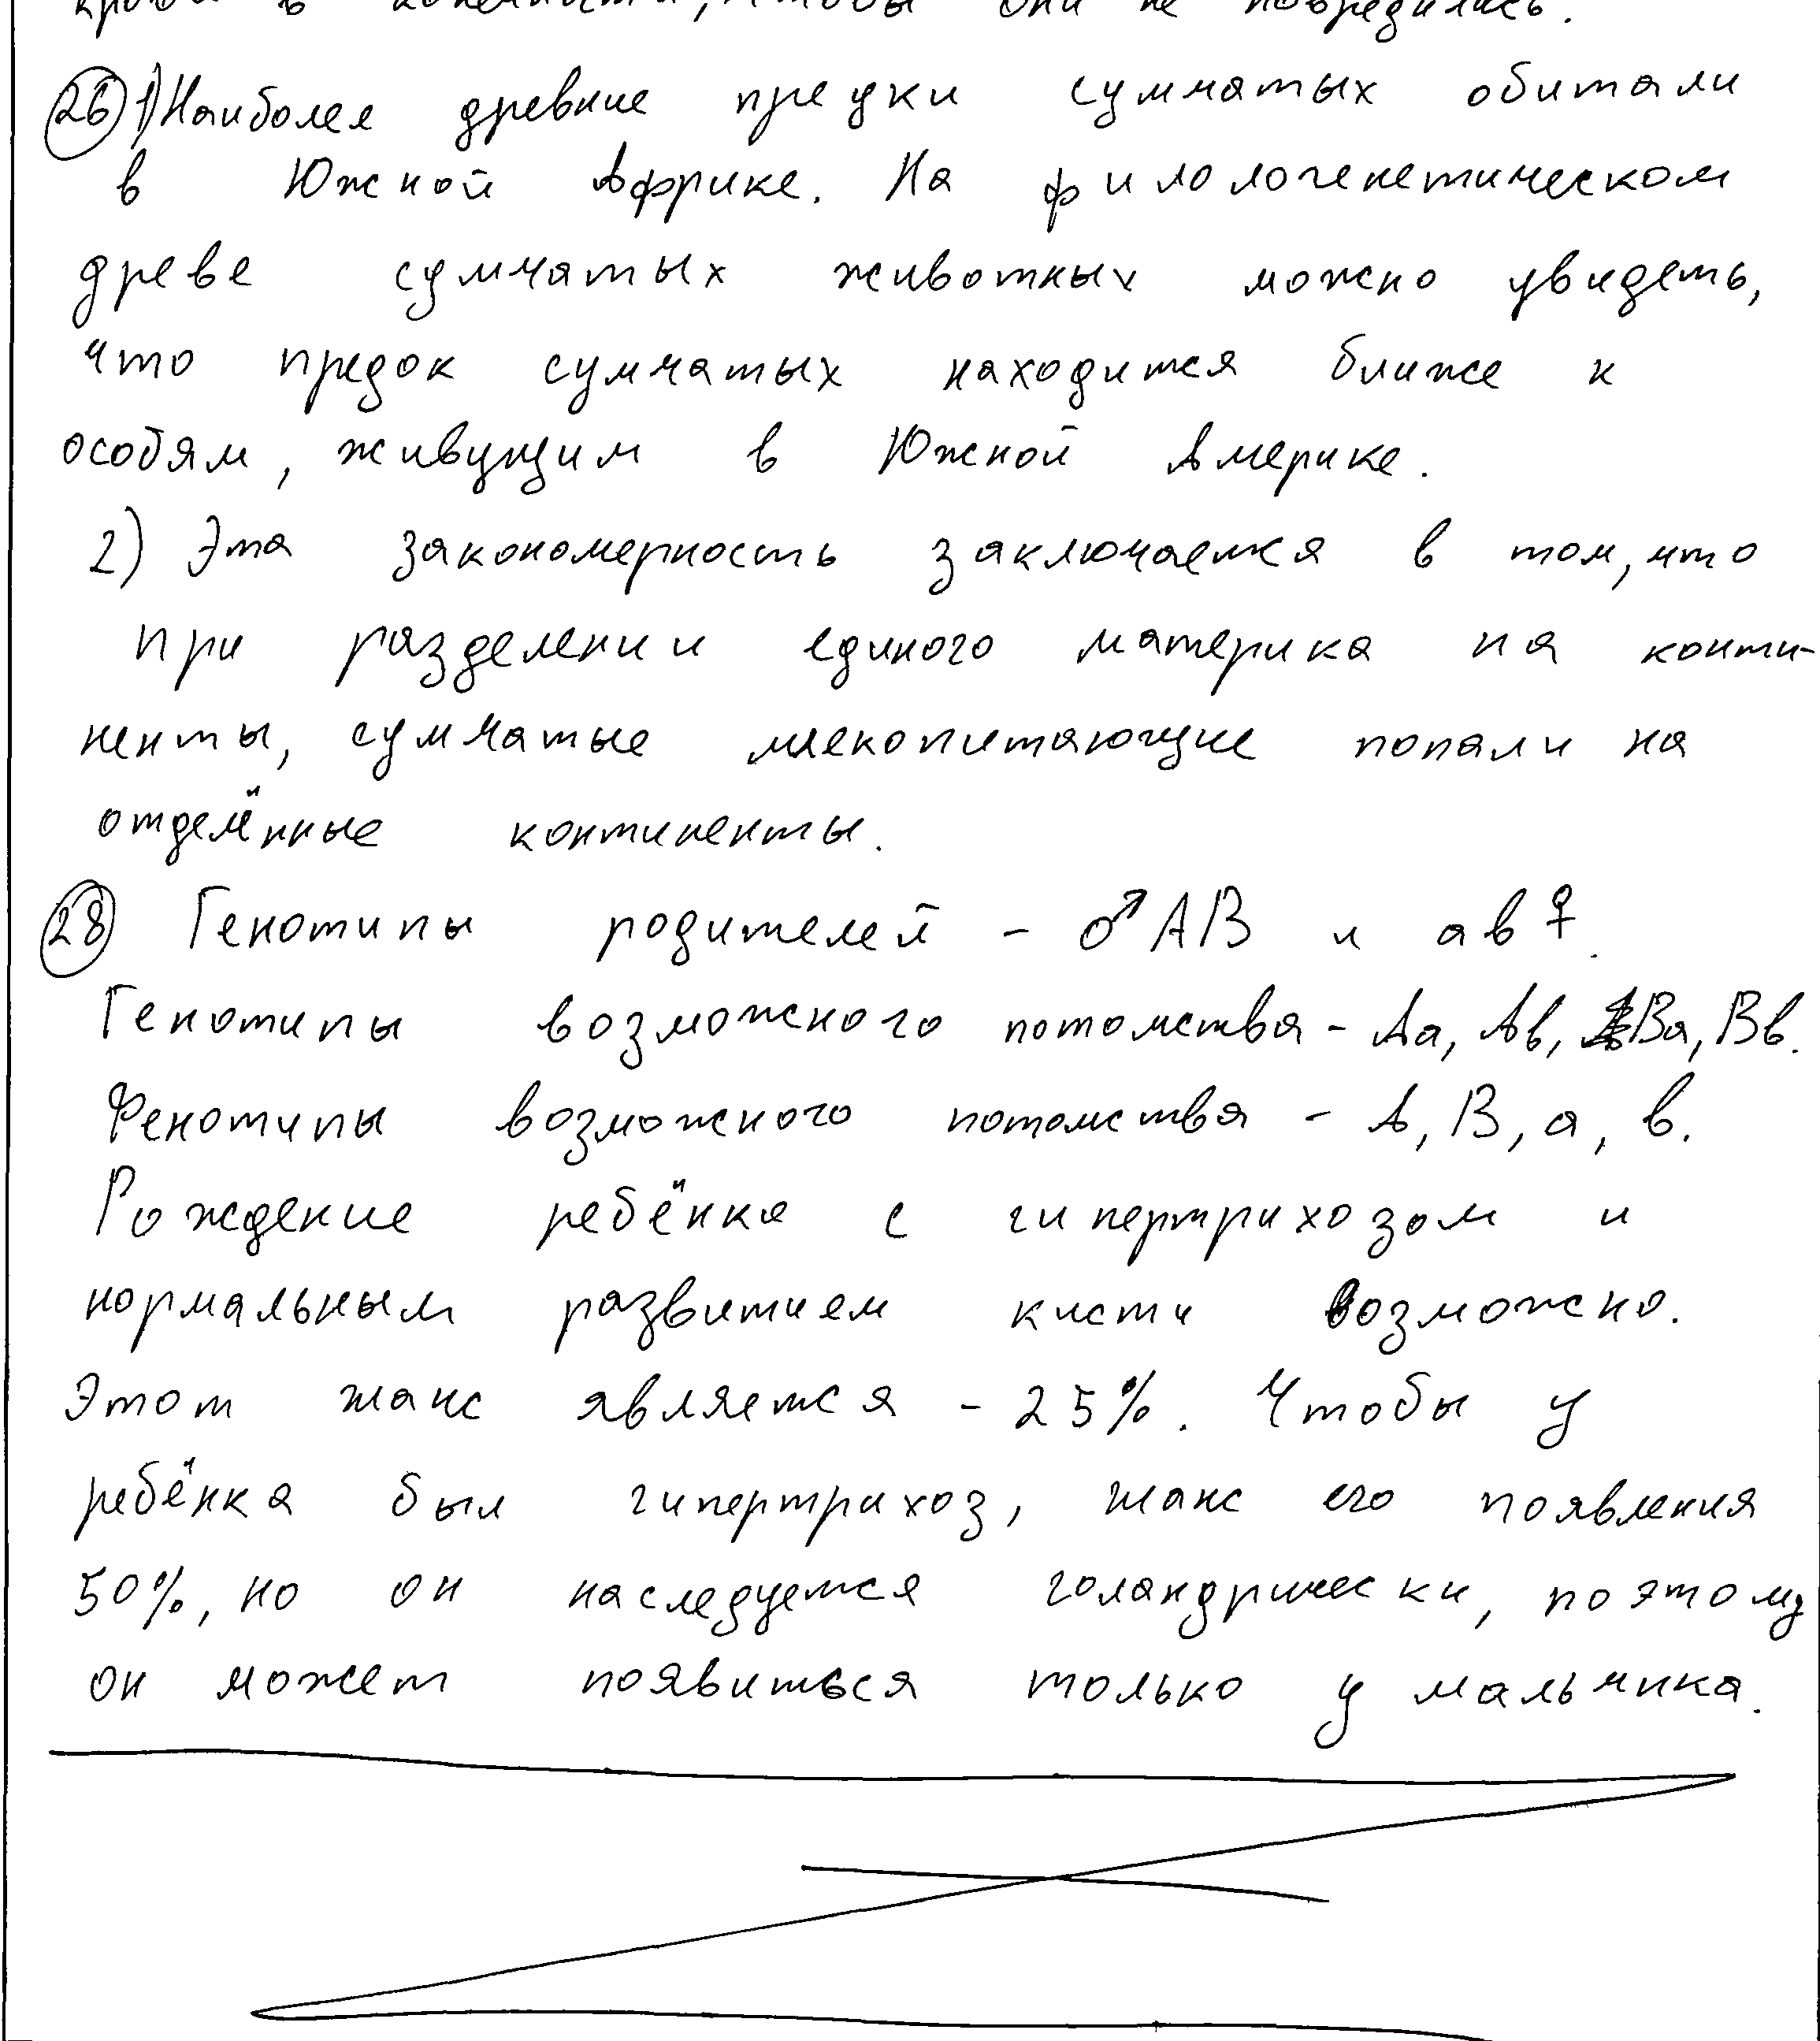 крови в конечности, чтобы они не повредились.
26 1) Наиболее древние предки сумчатых обитали
в Южной Африке. На филологенетическом
древе сумчатых животных можно увидеть,
что предок сумчатых находится ближе к
особям, живущим в Южной Америке.
2) Эта закономерность заключается в том, что
при разделении единого материка на конти-
ненты, сумчатые млекопитающие попали на
отделённые континенты.
28 Генотипы родителей - ♂АВ и ав♀.
Генотипы возможного потомства - Аа, Ав, Ва, Вв.
Фенотипы возможного потомства - А, В, а, в.
Рождение ребёнка с гипертрихозом и
нормальным развитием кисти возможно.
Этот шанс является - 25%. Чтобы у
ребёнка был гипертрихоз, шанс его появления
50%, но он наследуется голандрически, поэтому
он может появиться только у мальчика.